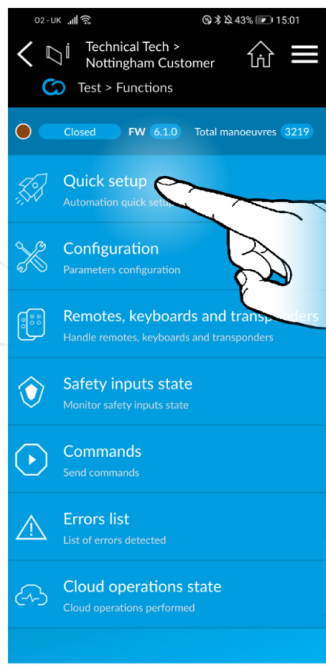 O2-UK 43% 15:01
Technical Tech >
Nottingham Customer
Test > Functions
Closed FW 6.1.0 Total manoeuvres 3219
Quick setup
Automation quick
Configuration
Parameters configuration
Remotes, keyboards and transponders
Handle remotes, keyboards and transponders
Safety inputs state
Monitor safety inputs state
Commands
Send commands
Errors list
List of errors detected
Cloud operations state
Cloud operations performed